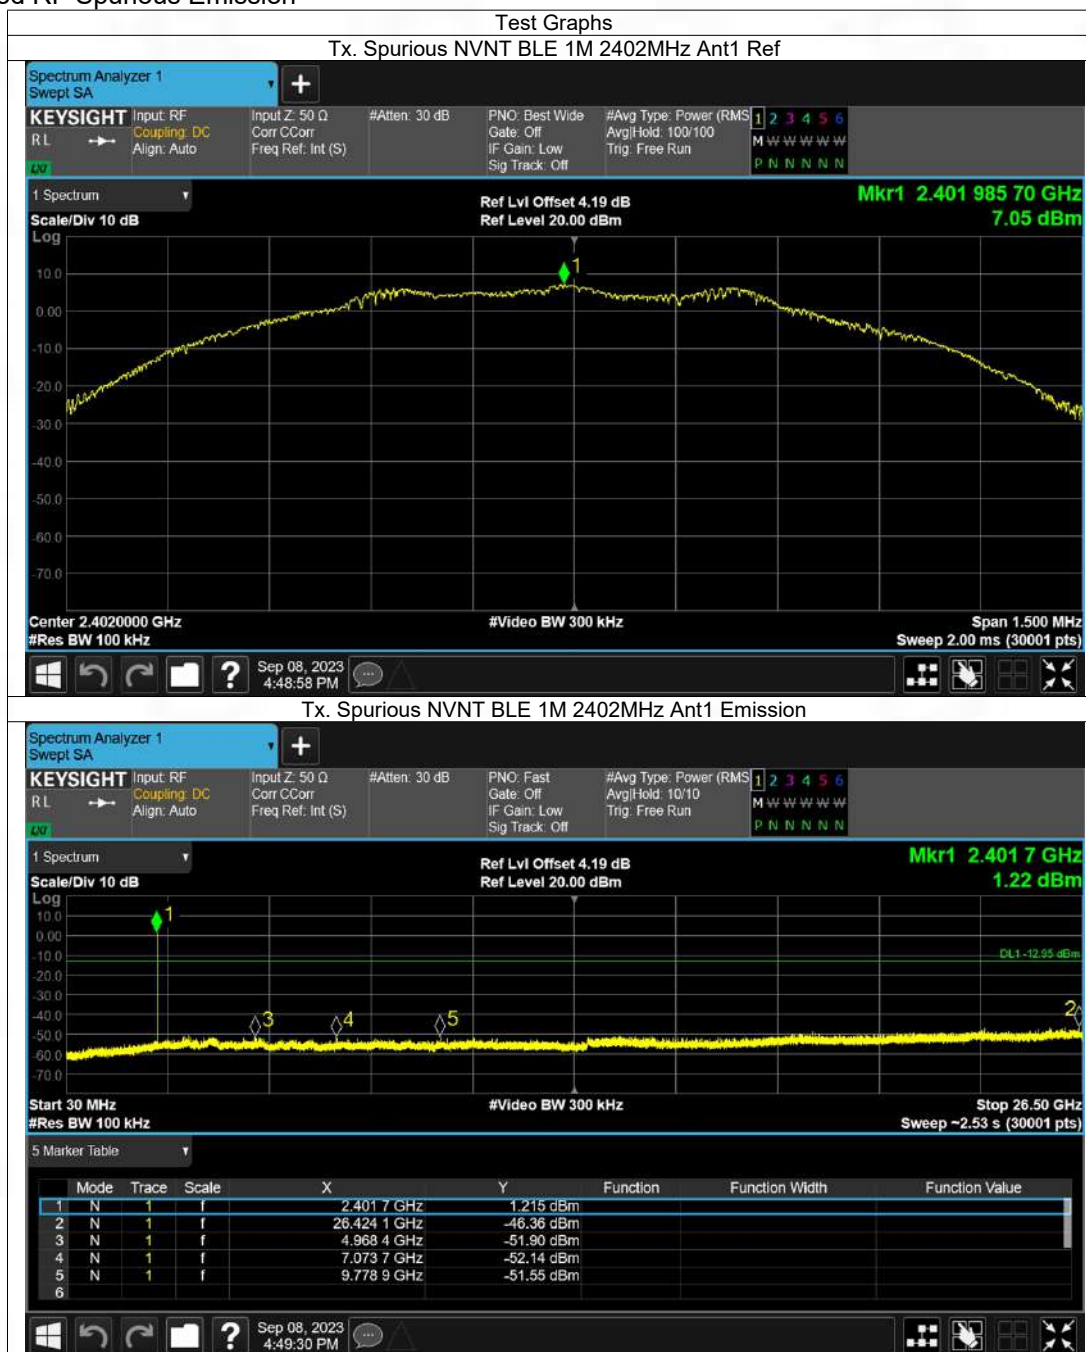 Test Graphs
Tx. Spurious NVNT BLE 1M 2402MHz Ant1 Ref
Spectrum Analyzer 1
Swept SA
+
KEYSIGHT Input: RF Input Z: 50 Ω #Atten: 30 dB PNO: Best Wide #Avg Type: Power (RMS 1 2 3 4 5 6
RL Coupling: DC Corr CCorr Gate: Off Avg|Hold: 100/100 M W W W W W
Align: Auto Freq Ref: Int (S) IF Gain: Low Trig: Free Run
LXI Sig Track: Off P N N N N N
1 Spectrum Ref Lvl Offset 4.19 dB Mkr1 2.401 985 70 GHz
Scale/Div 10 dB Ref Level 20.00 dBm 7.05 dBm
Log
1
10.0
0.00
-10.0
-20.0
-30.0
-40.0
-50.0
-60.0
-70.0
Center 2.4020000 GHz #Video BW 300 kHz Span 1.500 MHz
#Res BW 100 kHz Sweep 2.00 ms (30001 pts)
? Sep 08, 2023
4:48:58 PM
Tx. Spurious NVNT BLE 1M 2402MHz Ant1 Emission
Spectrum Analyzer 1
Swept SA
+
KEYSIGHT Input: RF Input Z: 50 Ω #Atten: 30 dB PNO: Fast #Avg Type: Power (RMS 1 2 3 4 5 6
RL Coupling: DC Corr CCorr Gate: Off Avg|Hold: 10/10 M W W W W W
Align: Auto Freq Ref: Int (S) IF Gain: Low Trig: Free Run
LXI Sig Track: Off P N N N N N
1 Spectrum Ref Lvl Offset 4.19 dB Mkr1 2.401 7 GHz
Scale/Div 10 dB Ref Level 20.00 dBm 1.22 dBm
Log
10.0 1
0.00
-10.0 DL1 -12.95 dBm
-20.0
-30.0
-40.0 3 4 5 2
-50.0
-60.0
-70.0
Start 30 MHz #Video BW 300 kHz Stop 26.50 GHz
#Res BW 100 kHz Sweep ~2.53 s (30001 pts)
5 Marker Table
Mode Trace Scale X Y Function Function Width Function Value
1 N 1 f 2.401 7 GHz 1.215 dBm
2 N 1 f 26.424 1 GHz -46.36 dBm
3 N 1 f 4.968 4 GHz -51.90 dBm
4 N 1 f 7.073 7 GHz -52.14 dBm
5 N 1 f 9.778 9 GHz -51.55 dBm
6
? Sep 08, 2023
4:49:30 PM